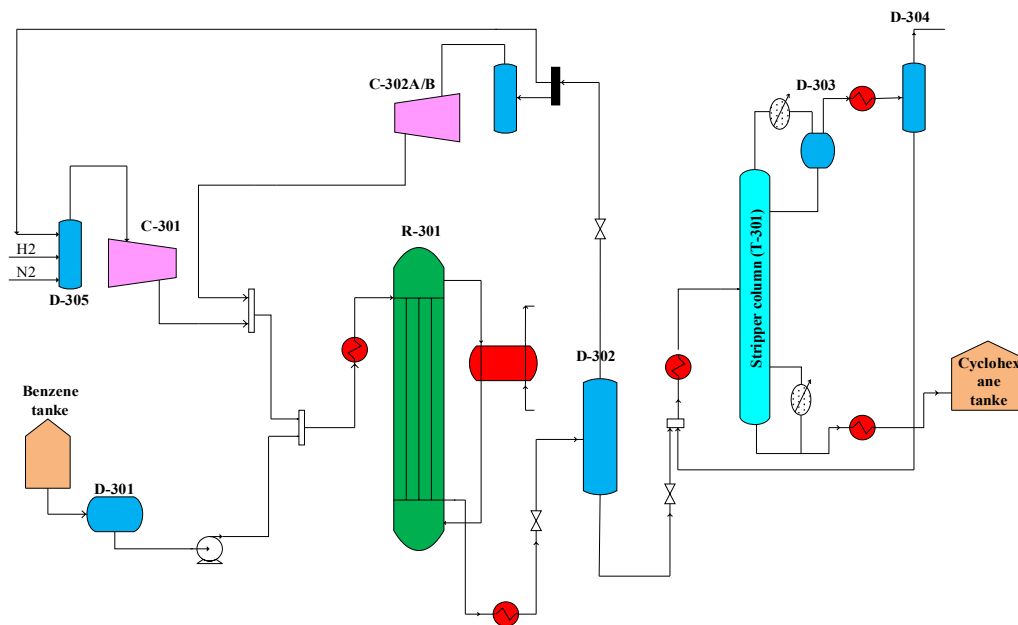 D-304
C-302A/B
D-303
C-301
H2
N2
D-305
R-301
Stripper column (T-301)
D-302
Benzene
tanke
D-301
Cyclohex
ane
tanke